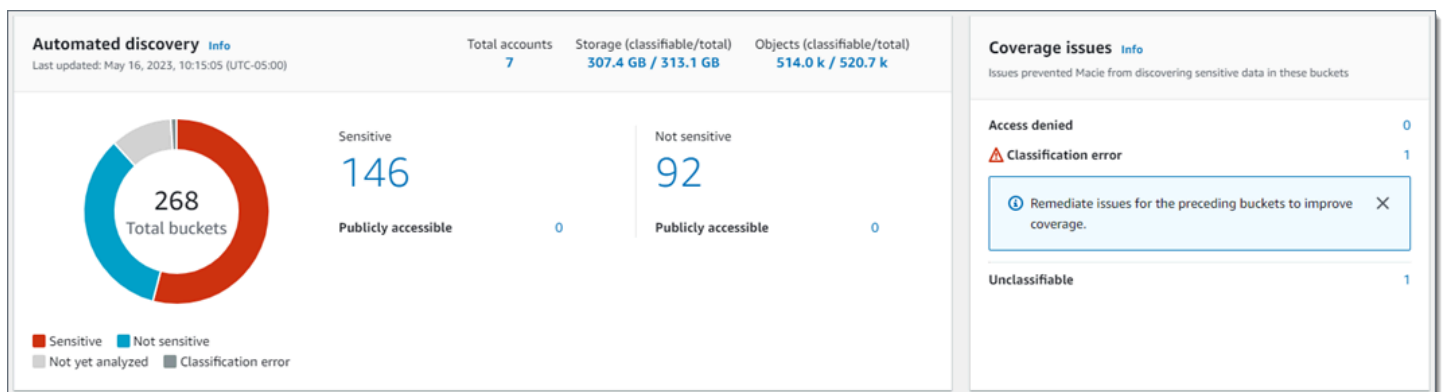 Automated discovery Info
Last updated: May 16, 2023, 10:15:05 (UTC-05:00)
Total accounts
7
Storage (classifiable/total)
307.4 GB / 313.1 GB
Objects (classifiable/total)
514.0 k / 520.7 k
268
Total buckets
Sensitive
146
Publicly accessible 0
Not sensitive
92
Publicly accessible 0
Sensitive Not sensitive
Not yet analyzed Classification error
Coverage issues Info
Issues prevented Macie from discovering sensitive data in these buckets
Access denied 0
Classification error 1
Remediate issues for the preceding buckets to improve
coverage.
Unclassifiable 1